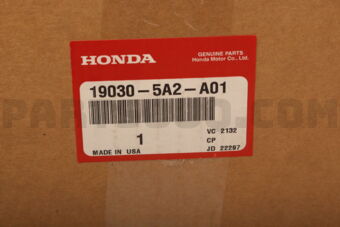 HONDA
GENUINE PARTS
Honda Motor Co., Ltd.
19030-5A2-A01
1
VC 2132
CP
MADE IN USA
JD 22297